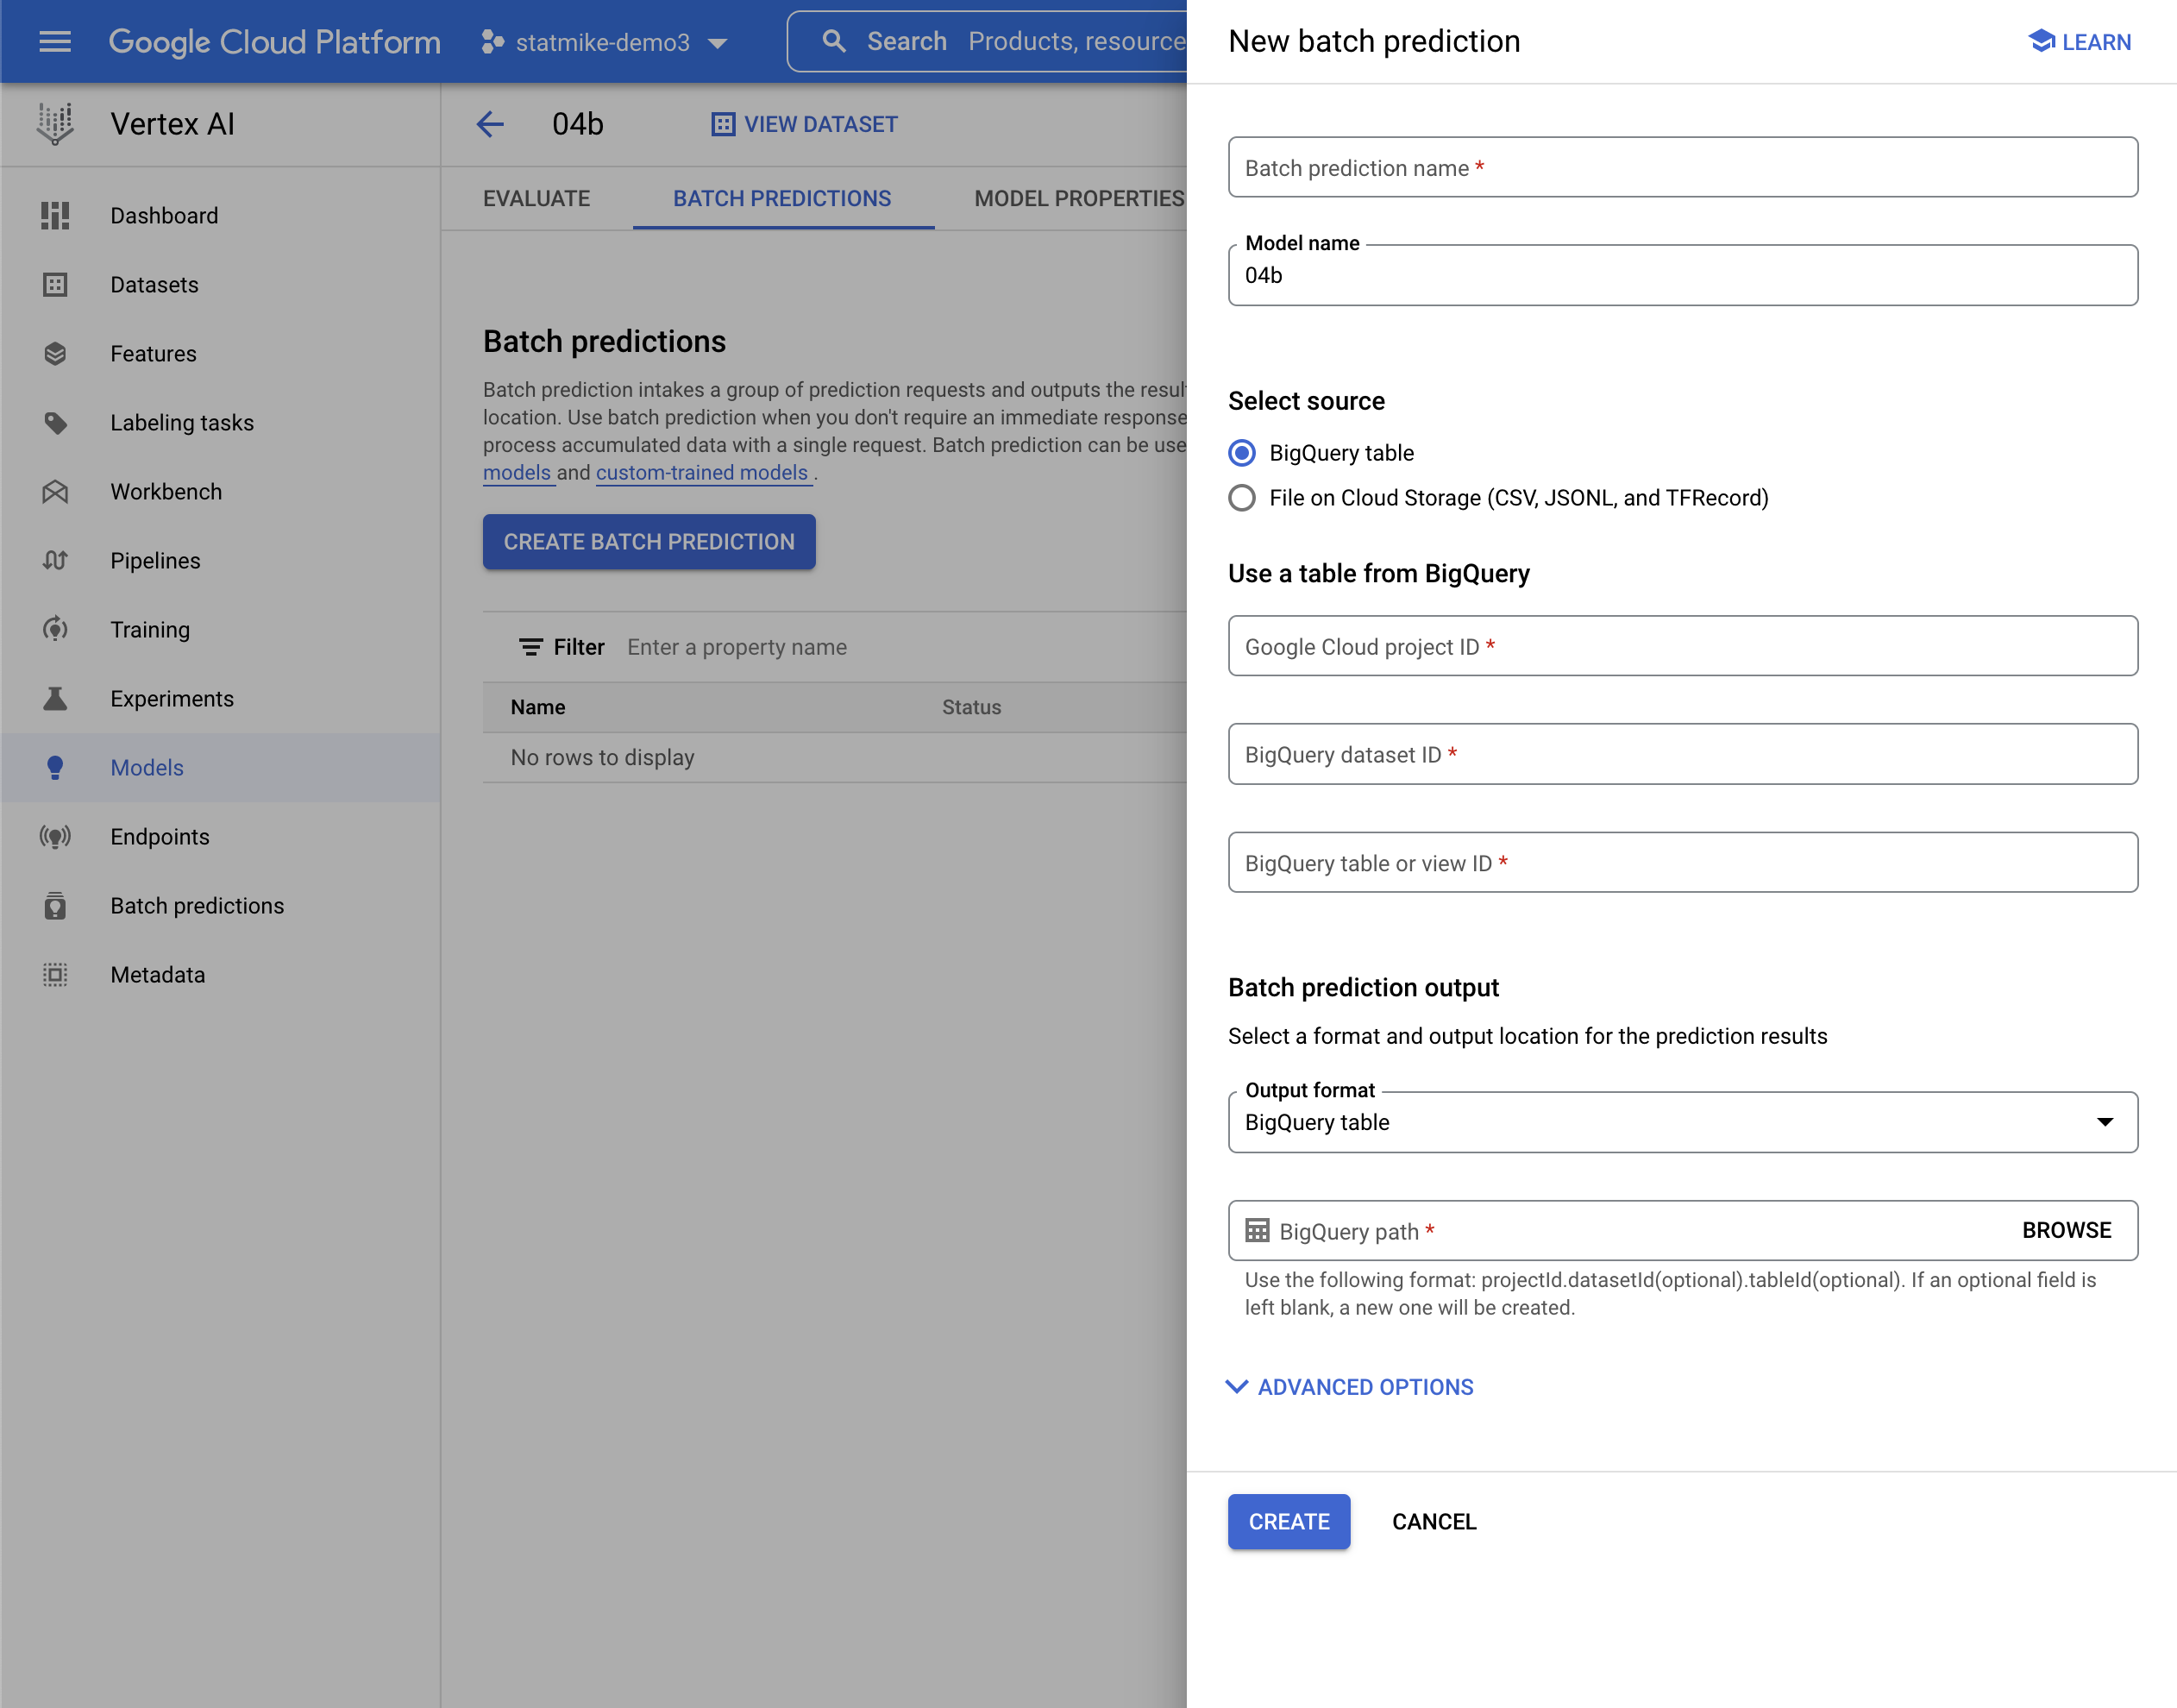 Google Cloud Platform
statmike-demo3
Search Products, resource
Vertex AI
Dashboard
Datasets
Features
Labeling tasks
Workbench
Pipelines
Training
Experiments
Models
Endpoints
Batch predictions
Metadata
04b
VIEW DATASET
EVALUATE
BATCH PREDICTIONS
MODEL PROPERTIES
Batch predictions
Batch prediction intakes a group of prediction requests and outputs the resul
location. Use batch prediction when you don't require an immediate response
process accumulated data with a single request. Batch prediction can be use
models and custom-trained models .
CREATE BATCH PREDICTION
Filter Enter a property name
Name Status
No rows to display
New batch prediction
LEARN
Batch prediction name *
Model name
04b
Select source
BigQuery table
File on Cloud Storage (CSV, JSONL, and TFRecord)
Use a table from BigQuery
Google Cloud project ID *
BigQuery dataset ID *
BigQuery table or view ID *
Batch prediction output
Select a format and output location for the prediction results
Output format
BigQuery table
BigQuery path *
BROWSE
Use the following format: projectId.datasetId(optional).tableId(optional). If an optional field is
left blank, a new one will be created.
ADVANCED OPTIONS
CREATE
CANCEL